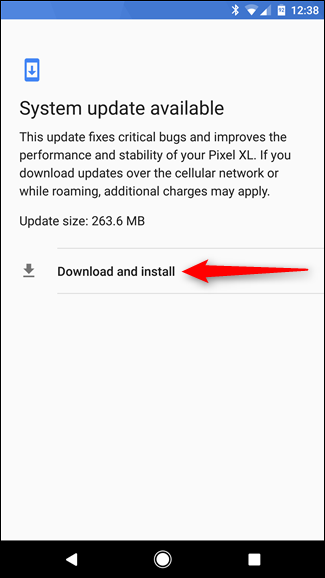 12:38
System update available
This update fixes critical bugs and improves the
performance and stability of your Pixel XL. If you
download updates over the cellular network or
while roaming, additional charges may apply.
Update size: 263.6 MB
Download and install